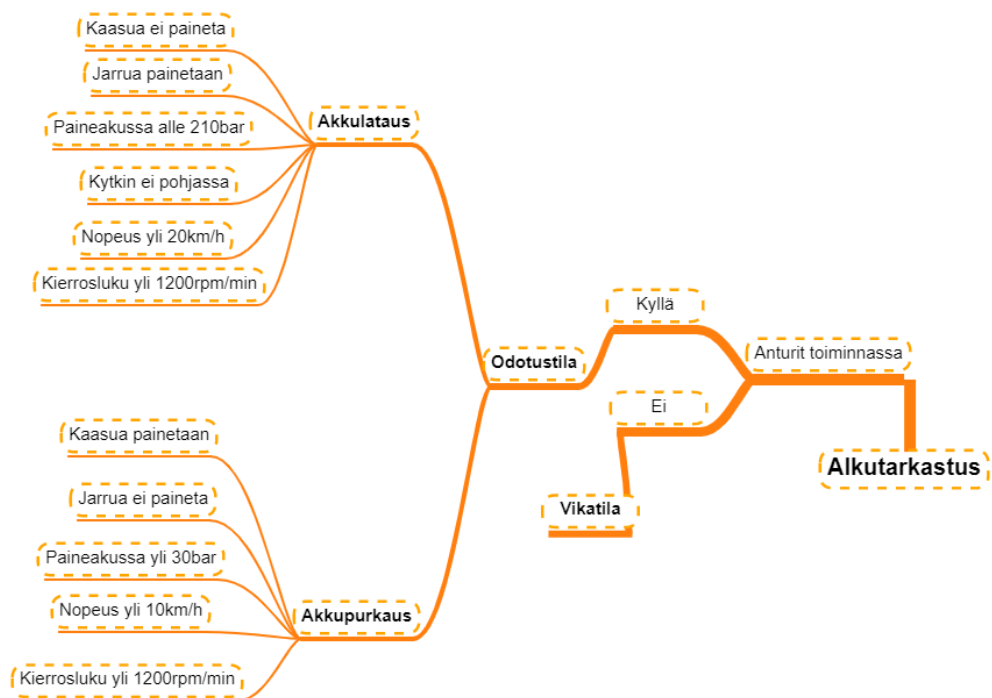 Kaasua ei paineta
Jarrua painetaan
Paineakussa alle 210bar
Kytkin ei pohjassa
Nopeus yli 20km/h
Kierrosluku yli 1200rpm/min
Akkulataus
Kaasua painetaan
Jarrua ei paineta
Paineakussa yli 30bar
Nopeus yli 10km/h
Kierrosluku yli 1200rpm/min
Akkupurkaus
Odotustila
Kyllä
Ei
Vikatila
Anturit toiminnassa
Alkutarkastus